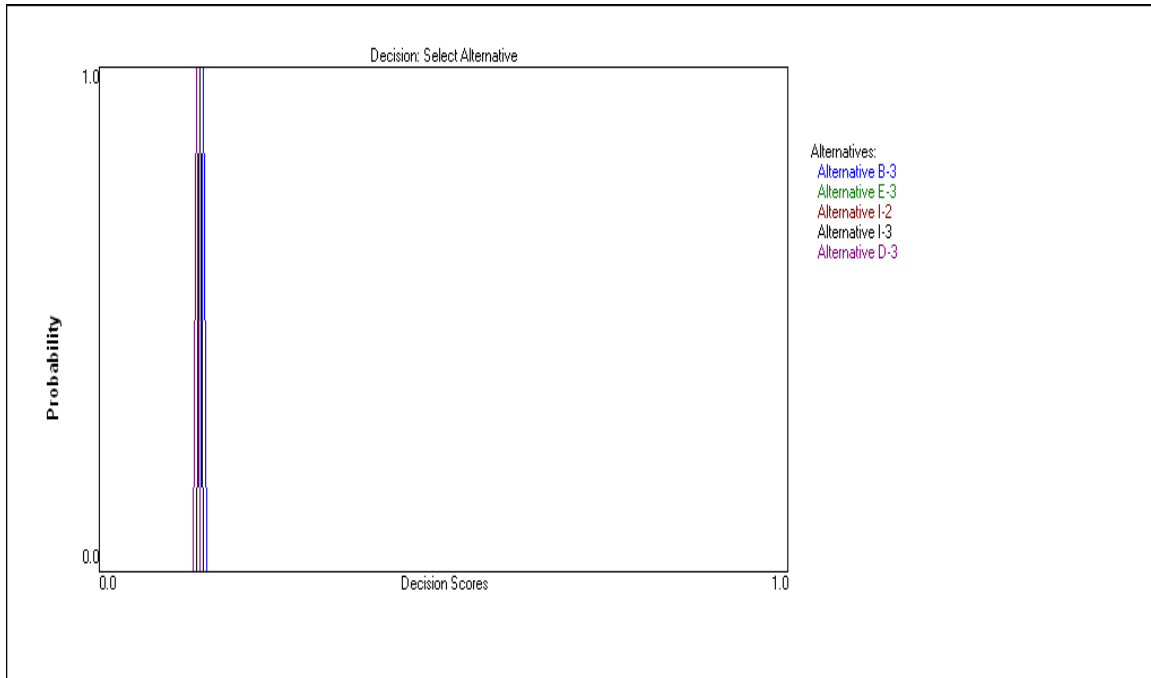 Decision: Select Alternative
1.0
Probability
0.0
0.0 Decision Scores 1.0
Alternatives:
Alternative B-3
Alternative E-3
Alternative I-2
Alternative I-3
Alternative D-3